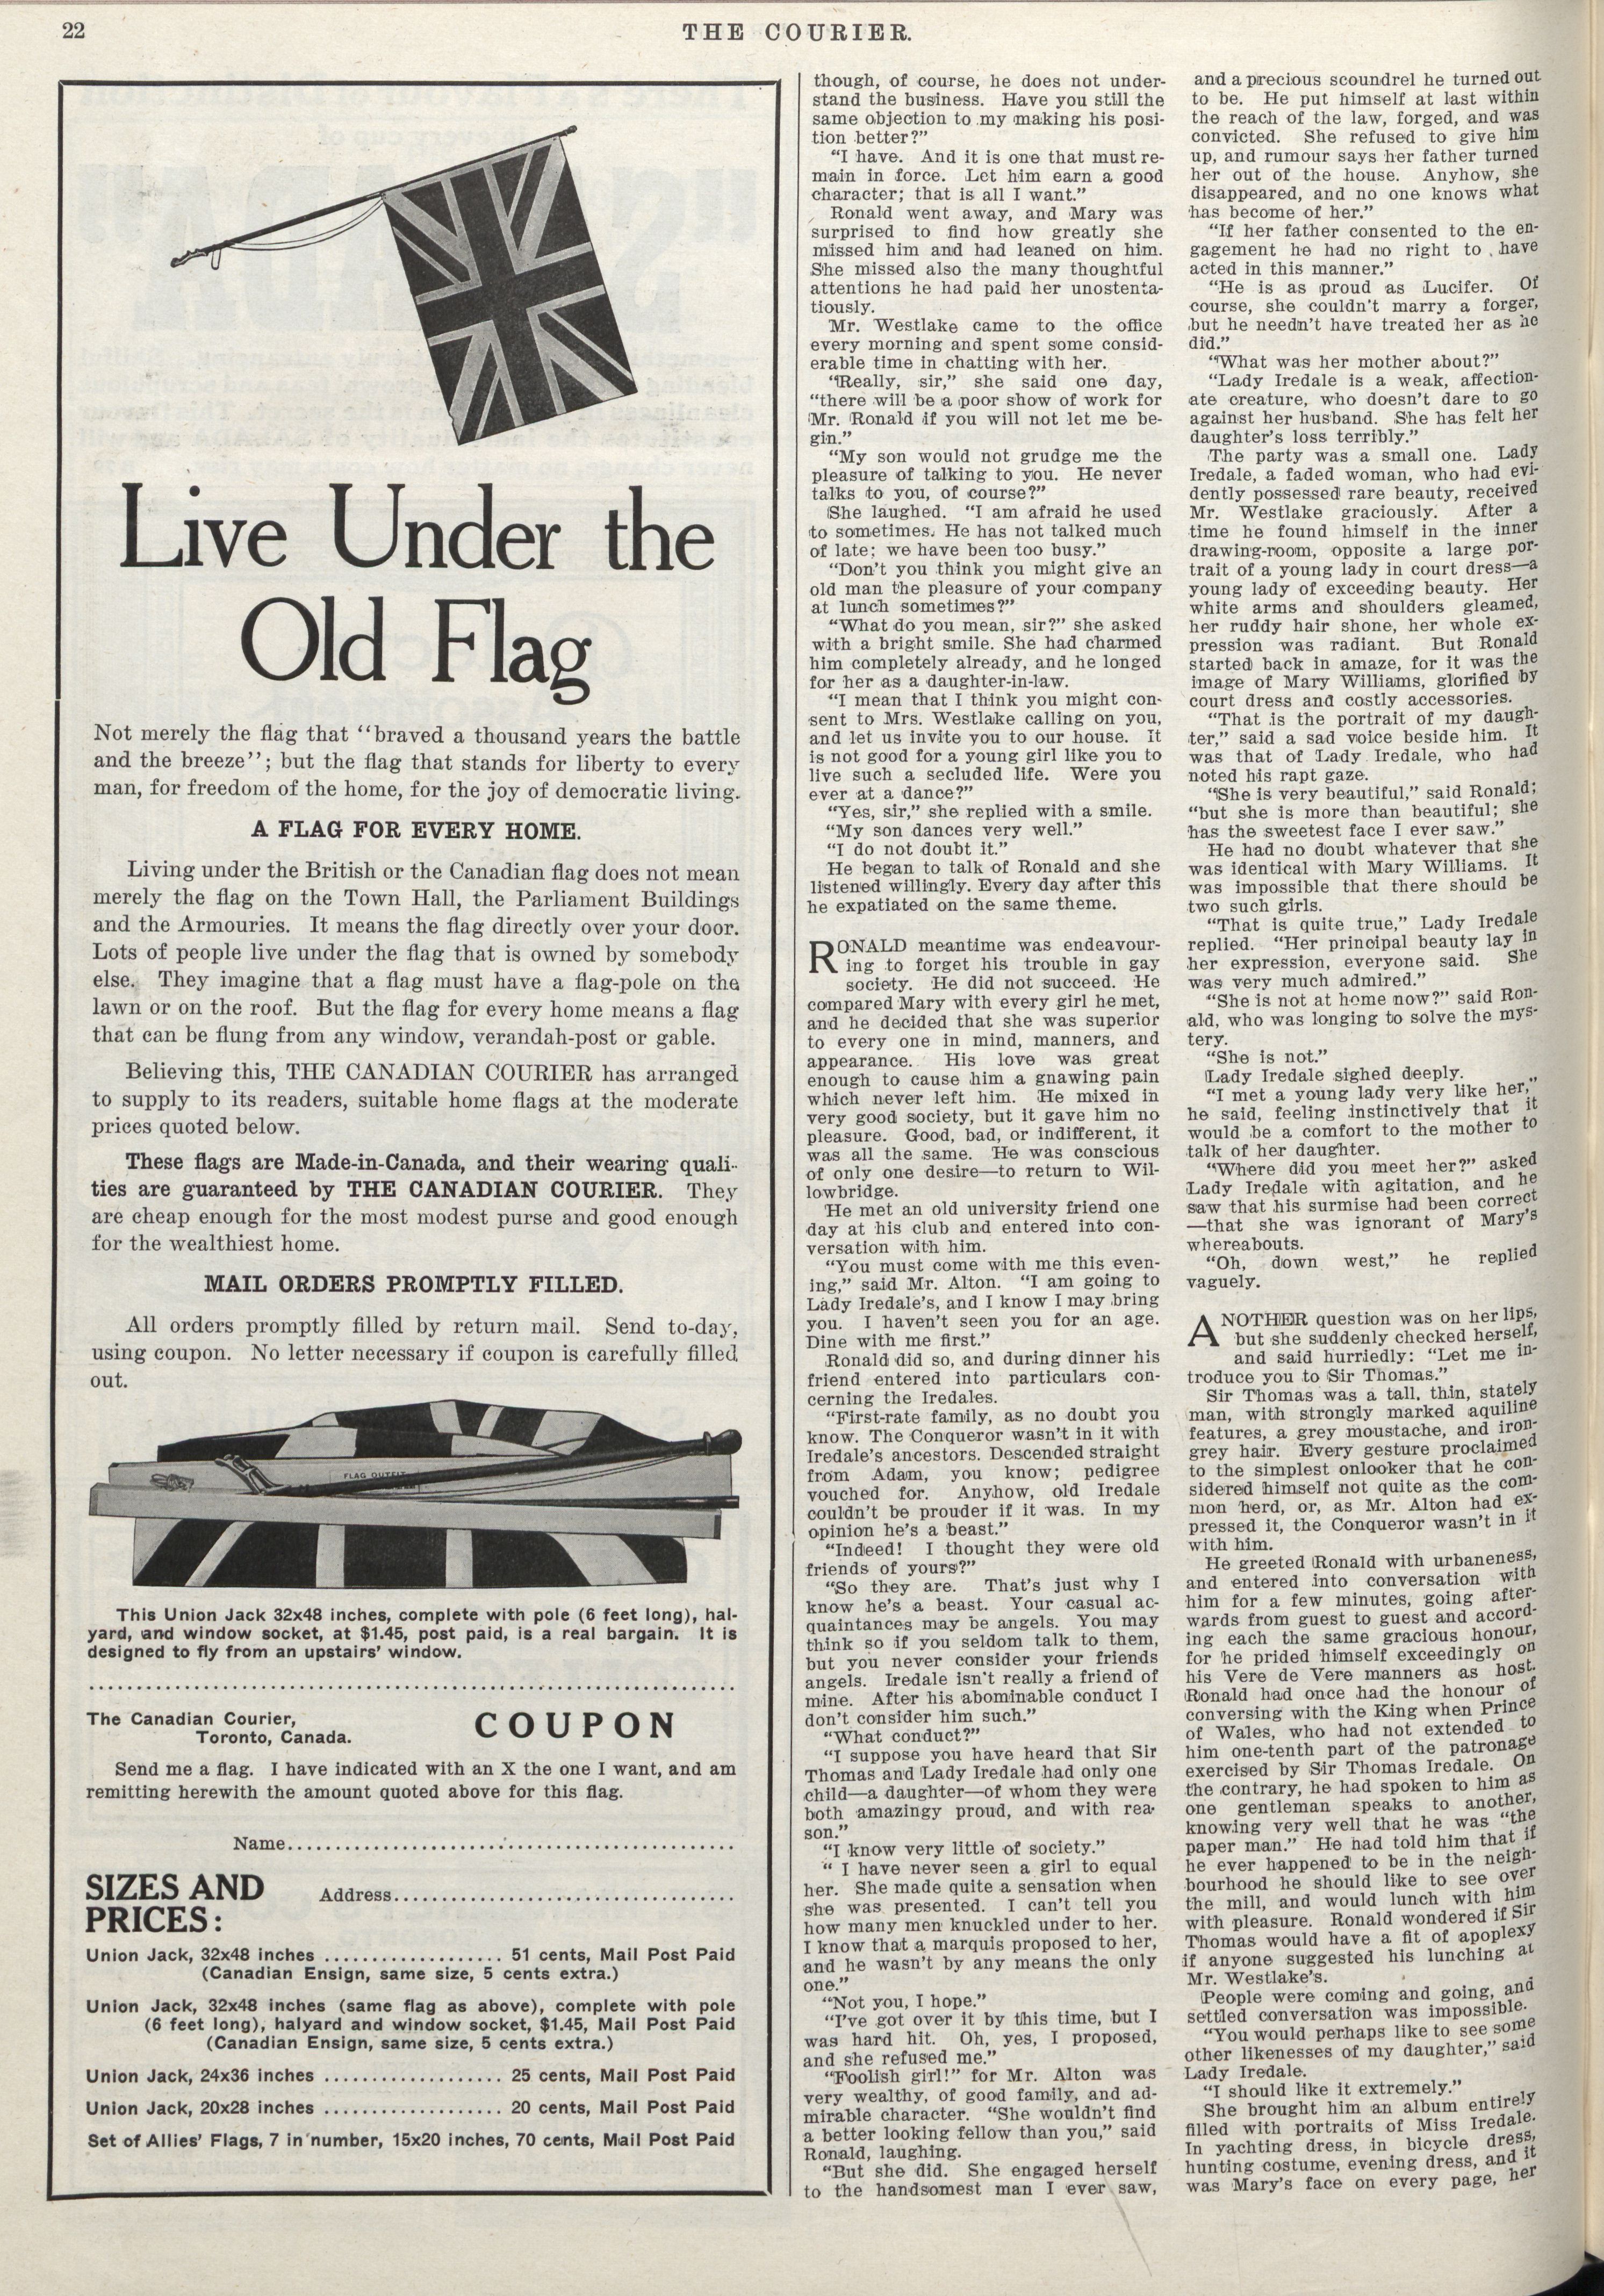 22
THE COURIER.
Live Under the
Old Flag
Not merely the flag that “braved a thousand years the battle
and the breeze”; but the flag that stands for liberty to every
man, for freedom of the home, for the joy of democratic living.
A FLAG FOR EVERY HOME.
Living under the British or the Canadian flag does not mean
merely the flag on the Town Hall, the Parliament Buildings
and the Armouries. It means the flag directly over your door.
Lots of people live under the flag that is owned by somebody
else. They imagine that a flag must have a flag-pole on the
lawn or on the roof. But the flag for every home means a flag
that can be flung from any window, verandah-post or gable.
Believing this, THE CANADIAN COURIER has arranged
to supply to its readers, suitable home flags at the moderate
prices quoted below.
These flags are Made-in-Canada, and their wearing quali-
ties are guaranteed by THE CANADIAN COURIER. They
are cheap enough for the most modest purse and good enough
for the wealthiest home.
MAIL ORDERS PROMPTLY FILLED.
All orders promptly filled by return mail. Send to-day,
using coupon. No letter necessary if coupon is carefully filled
out.
FLAG OUTFIT
This Union Jack 32x48 inches, complete with pole (6 feet long), hal-
yard, and window socket, at $1.45, post paid, is a real bargain. It is
designed to fly from an upstairs' window.
The Canadian Courier,
Toronto, Canada.
COUPON
Send me a flag. I have indicated with an X the one I want, and am
remitting herewith the amount quoted above for this flag.
Name
SIZES AND
PRICES:
Address
Union Jack, 32x48 inches ................... 51 cents, Mail Post Paid
(Canadian Ensign, same size, 5 cents extra.)
Union Jack, 32x48 inches (same flag as above), complete with pole
(6 feet long), halyard and window socket, $1.45, Mail Post Paid
(Canadian Ensign, same size, 5 cents extra.)
Union Jack, 24x36 inches ................... 25 cents, Mail Post Paid
Union Jack, 20x28 inches ................... 20 cents, Mail Post Paid
Set of Allies' Flags, 7 in number, 15x20 inches, 70 cents, Mail Post Paid
though, of course, he does not under-
stand the business. Have you still the
same objection to my making his posi-
tion better?”
“I have. And it is one that must re-
main in force. Let him earn a good
character; that is all I want.”
Ronald went away, and Mary was
surprised to find how greatly she
missed him and had leaned on him.
She missed also the many thoughtful
attentions he had paid her unostenta-
tiously.
Mr. Westlake came to the office
every morning and spent some consid-
erable time in chatting with her.
“Really, sir,” she said one day,
“there will be a poor show of work for
Mr. Ronald if you will not let me be-
gin.”
“My son would not grudge me the
pleasure of talking to you. He never
talks to you, of course?”
She laughed. “I am afraid he used
to sometimes. He has not talked much
of late; we have been too busy.”
“Don't you think you might give an
old man the pleasure of your company
at lunch sometimes?”
“What do you mean, sir?” she asked
with a bright smile. She had charmed
him completely already, and he longed
for her as a daughter-in-law.
“I mean that I think you might con-
sent to Mrs. Westlake calling on you,
and let us invite you to our house. It
is not good for a young girl like you to
live such a secluded life. Were you
ever at a dance?”
“Yes, sir,” she replied with a smile.
“My son dances very well.”
“I do not doubt it.”
He began to talk of Ronald and she
listened willingly. Every day after this
he expatiated on the same theme.
RONALD meantime was endeavour-
ing to forget his trouble in gay
society. He did not succeed. He
compared Mary with every girl he met,
and he decided that she was superior
to every one in mind, manners, and
appearance. His love was great
enough to cause him a gnawing pain
which never left him. He mixed in
very good society, but it gave him no
pleasure. Good, bad, or indifferent, it
was all the same. He was conscious
of only one desire—to return to Wil-
lowbridge.
He met an old university friend one
day at his club and entered into con-
versation with him.
“You must come with me this even-
ing,” said Mr. Alton. “I am going to
Lady Iredale's, and I know I may bring
you. I haven't seen you for an age.
Dine with me first.”
Ronald did so, and during dinner his
friend entered into particulars con-
cerning the Iredales.
“First-rate family, as no doubt you
know. The Conqueror wasn't in it with
Iredale's ancestors. Descended straight
from Adam, you know; pedigree
vouched for. Anyhow, old Iredale
couldn't be prouder if it was. In my
opinion he's a beast.”
“Indeed! I thought they were old
friends of yours?”
“So they are. That's just why I
know he's a beast. Your casual ac-
quaintances may be angels. You may
think so if you seldom talk to them,
but you never consider your friends
angels. Iredale isn't really a friend of
mine. After his abominable conduct I
don't consider him such.”
“What conduct?”
“I suppose you have heard that Sir
Thomas and Lady Iredale had only one
child—a daughter—of whom they were
both amazingy proud, and with rea-
son.”
“I know very little of society.”
“ I have never seen a girl to equal
her. She made quite a sensation when
she was presented. I can't tell you
how many men knuckled under to her.
I know that a marquis proposed to her,
and he wasn't by any means the only
one.”
“Not you, I hope.”
“I've got over it by this time, but I
was hard hit. Oh, yes, I proposed,
and she refused me.”
“Foolish girl!” for Mr. Alton was
very wealthy, of good family, and ad-
mirable character. “She wouldn't find
a better looking fellow than you,” said
Ronald, laughing.
“But she did. She engaged herself
to the handsomest man I ever saw,
and a precious scoundrel he turned out
to be. He put himself at last within
the reach of the law, forged, and was
convicted. She refused to give him
up, and rumour says her father turned
her out of the house. Anyhow, she
disappeared, and no one knows what
has become of her.”
“If her father consented to the en-
gagement he had no right to have
acted in this manner.”
“He is as proud as Lucifer. Of
course, she couldn't marry a forger,
but he needn't have treated her as he
did.”
“What was her mother about?”
“Lady Iredale is a weak, affection-
ate creature, who doesn't dare to go
against her husband. She has felt her
daughter's loss terribly.”
The party was a small one. Lady
Iredale, a faded woman, who had evi-
dently possessed rare beauty, received
Mr. Westlake graciously. After a
time he found himself in the inner
drawing-room, opposite a large por-
trait of a young lady in court dress—a
young lady of exceeding beauty. Her
white arms and shoulders gleamed,
her ruddy hair shone, her whole ex-
pression was radiant. But Ronald
started back in amaze, for it was the
image of Mary Williams, glorified by
court dress and costly accessories.
“That is the portrait of my daugh-
ter,” said a sad voice beside him. It
was that of Lady Iredale, who had
noted his rapt gaze.
“She is very beautiful,” said Ronald;
“but she is more than beautiful; she
has the sweetest face I ever saw.”
He had no doubt whatever that she
was identical with Mary Williams. It
was impossible that there should be
two such girls.
“That is quite true,” Lady Iredale
replied. “Her principal beauty lay in
her expression, everyone said. She
was very much admired.”
“She is not at home now?” said Ron-
ald, who was longing to solve the mys-
tery.
“She is not.”
Lady Iredale sighed deeply.
“I met a young lady very like her,”
he said, feeling instinctively that it
would be a comfort to the mother to
talk of her daughter.
“Where did you meet her?” asked
Lady Iredale with agitation, and he
saw that his surmise had been correct
—that she was ignorant of Mary's
whereabouts.
“Oh, down west,” he replied
vaguely.
ANOTHER question was on her lips,
but she suddenly checked herself,
and said hurriedly: “Let me in-
troduce you to Sir Thomas.”
Sir Thomas was a tall, thin, stately
man, with strongly marked aquiline
features, a grey moustache, and iron-
grey hair. Every gesture proclaimed
to the simplest onlooker that he con-
sidered himself not quite as the com-
mon herd, or, as Mr. Alton had ex-
pressed it, the Conqueror wasn't in it
with him.
He greeted Ronald with urbaneness,
and entered into conversation with
him for a few minutes, going after-
wards from guest to guest and accord-
ing each the same gracious honour,
for he prided himself exceedingly on
his Vere de Vere manners as host.
Ronald had once had the honour of
conversing with the King when Prince
of Wales, who had not extended to
him one-tenth part of the patronage
exercised by Sir Thomas Iredale. On
the contrary, he had spoken to him as
one gentleman speaks to another,
knowing very well that he was “the
paper man.” He had told him that if
he ever happened to be in the neigh-
bourhood he should like to see over
the mill, and would lunch with him
with pleasure. Ronald wondered if Sir
Thomas would have a fit of apoplexy
if anyone suggested his lunching at
Mr. Westlake's.
People were coming and going, and
settled conversation was impossible.
“You would perhaps like to see some
other likenesses of my daughter,” said
Lady Iredale.
“I should like it extremely.”
She brought him an album entirely
filled with portraits of Miss Iredale.
In yachting dress, in bicycle dress,
hunting costume, evening dress, and it
was Mary's face on every page, her